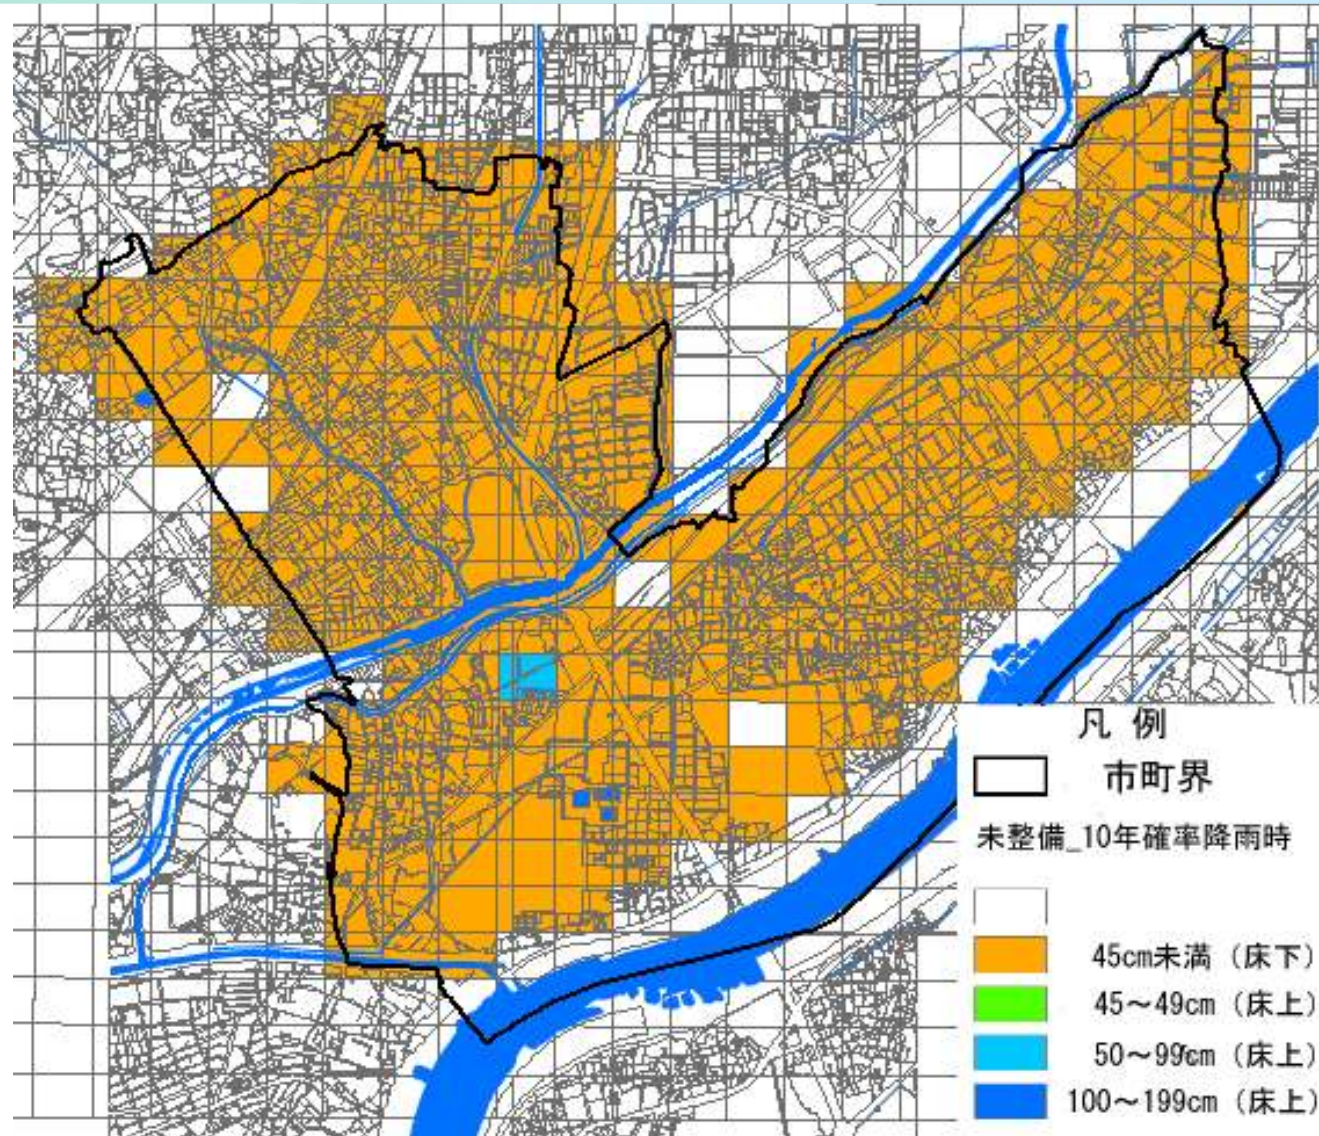 凡 例
市町界
未整備_10年確率降雨時
45cm未満（床下）
45～49cm（床上）
50～99cm（床上）
100～199cm（床上）